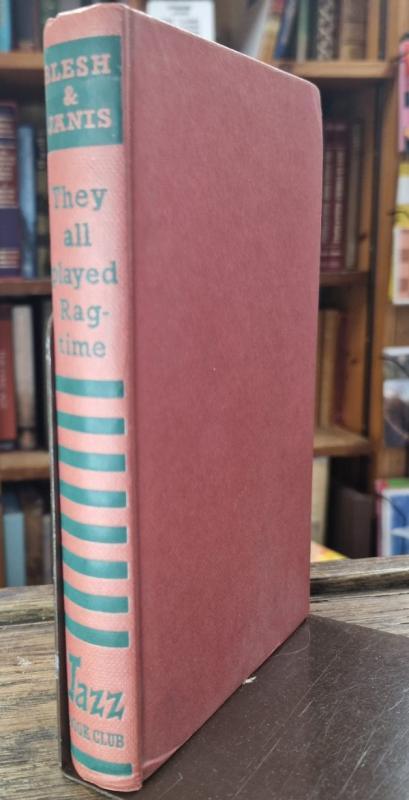 BLESH
&
JANIS
They
all
played
Rag-
time
Jazz
BOOK CLUB